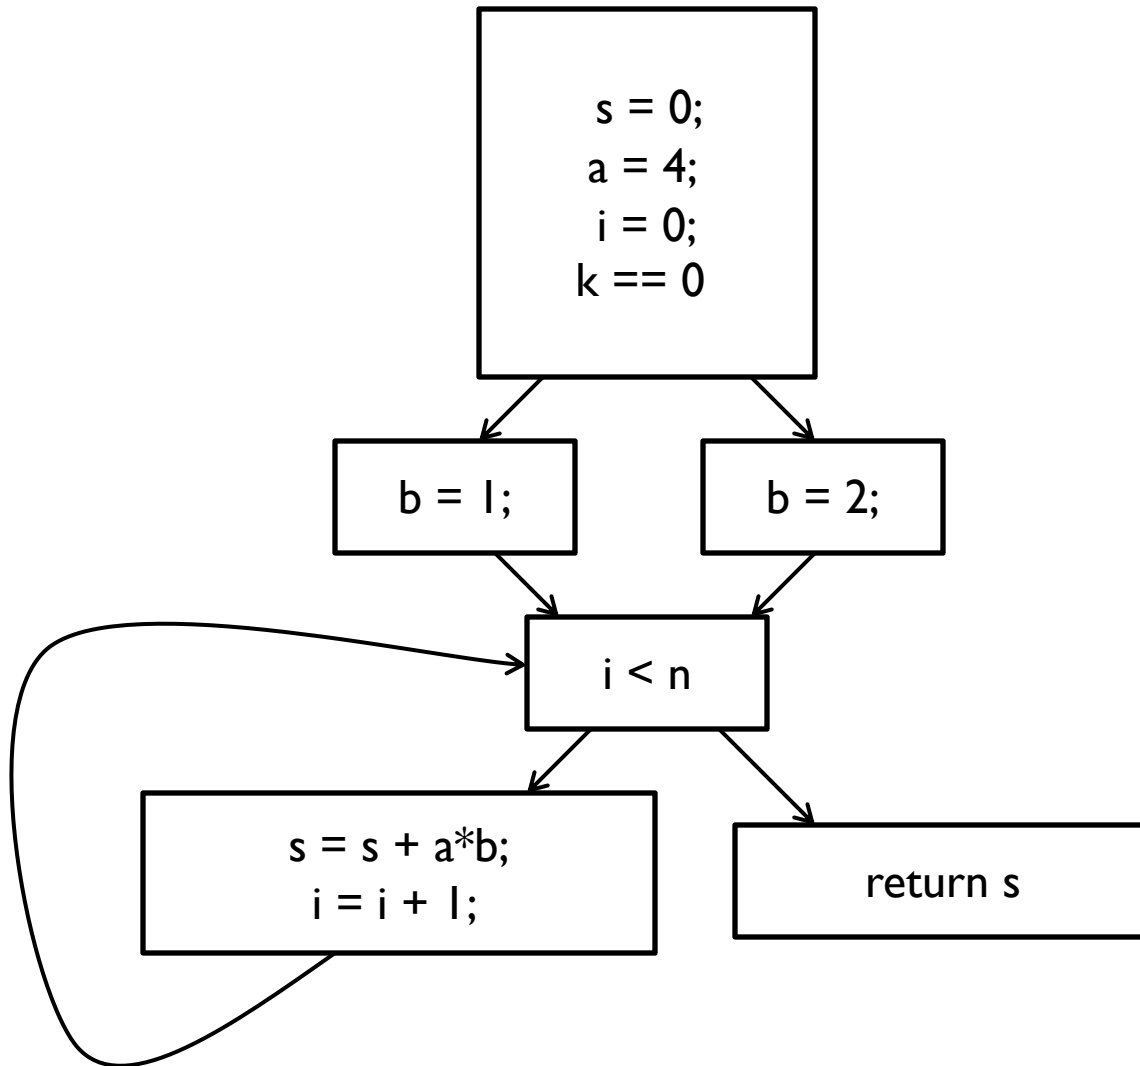 s = 0;
a = 4;
i = 0;
k == 0
b = 1;
b = 2;
i < n
s = s + a*b;
i = i + 1;
return s